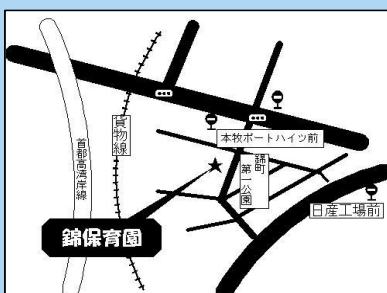 貨物線
首都高湾岸線
本牧ポートハイツ前
錦町
第一公園
錦保育園
日産工場前